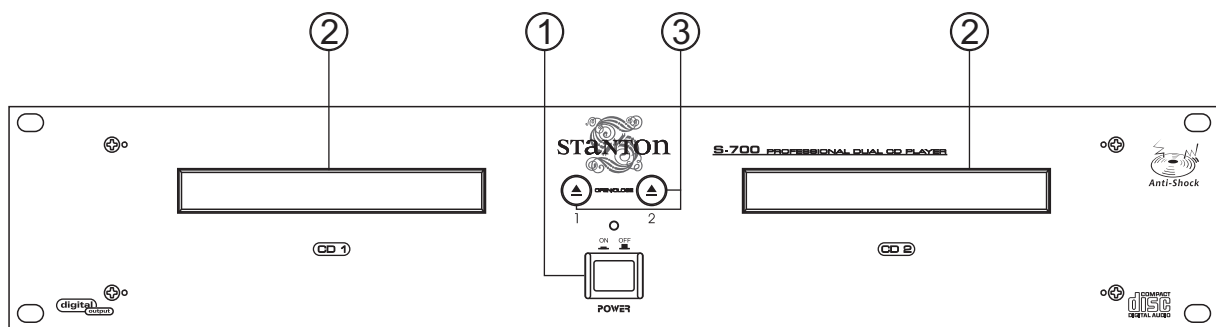 2
1
3
2
STANTON
S-700 PROFESSIONAL DUAL CD PLAYER
Anti-Shock
OPEN/CLOSE
1
2
ON
OFF
CD 1
CD 2
POWER
digital
output
COMPACT
disc
DIGITAL AUDIO